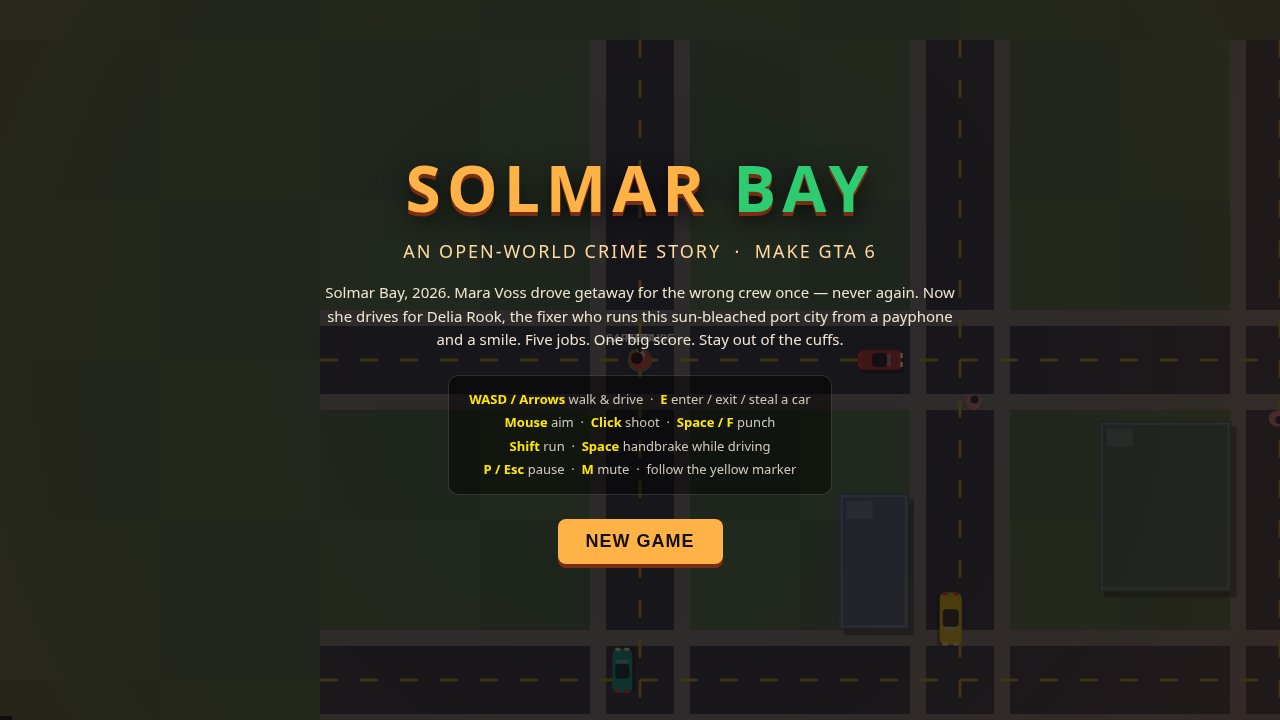 SOLMAR BAY
AN OPEN-WORLD CRIME STORY · MAKE GTA 6
Solmar Bay, 2026. Mara Voss drove getaway for the wrong crew once — never again. Now
she drives for Delia Rook, the fixer who runs this sun-bleached port city from a payphone
and a smile. Five jobs. One big score. Stay out of the cuffs.
WASD / Arrows walk & drive · E enter / exit / steal a car
Mouse aim · Click shoot · Space / F punch
Shift run · Space handbrake while driving
P / Esc pause · M mute · follow the yellow marker
NEW GAME